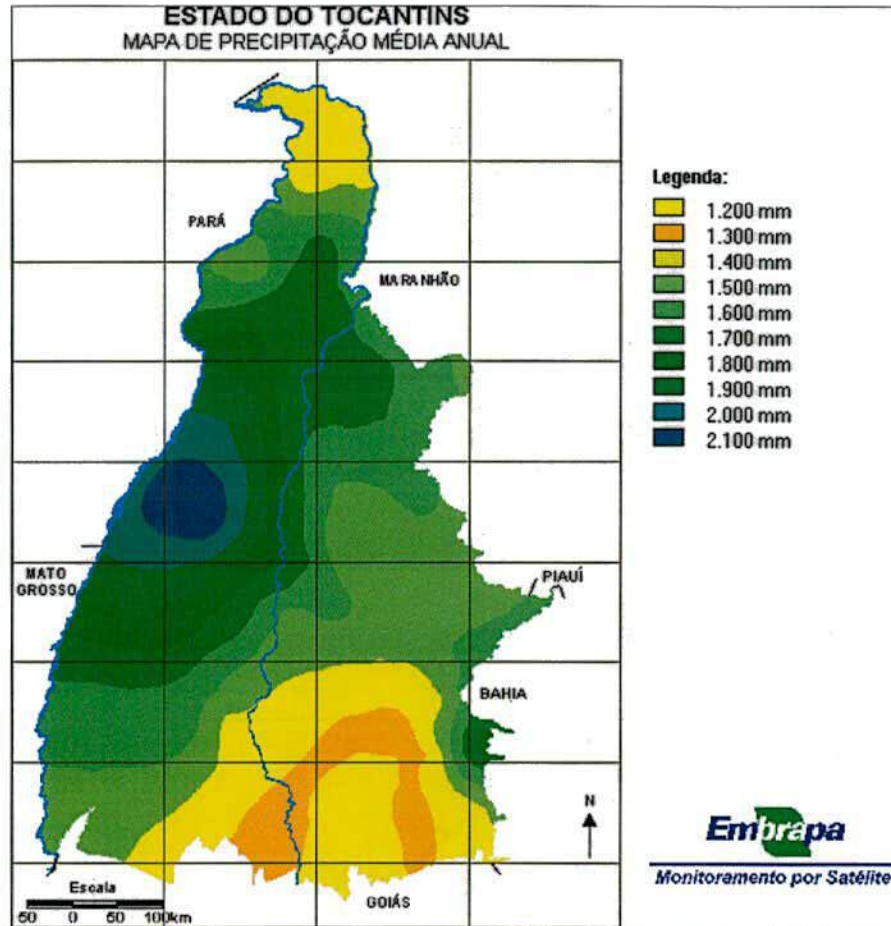 ESTADO DO TOCANTINS
MAPA DE PRECIPITAÇÃO MÉDIA ANUAL
PARÁ
MARANHÃO
MATO
GROSSO
PIAUÍ
BAHIA
GOIÁS
N
Escala
50 0 50 100km
Legenda:
1.200 mm
1.300 mm
1.400 mm
1.500 mm
1.600 mm
1.700 mm
1.800 mm
1.900 mm
2.000 mm
2.100 mm
Embrapa
Monitoramento por Satélite